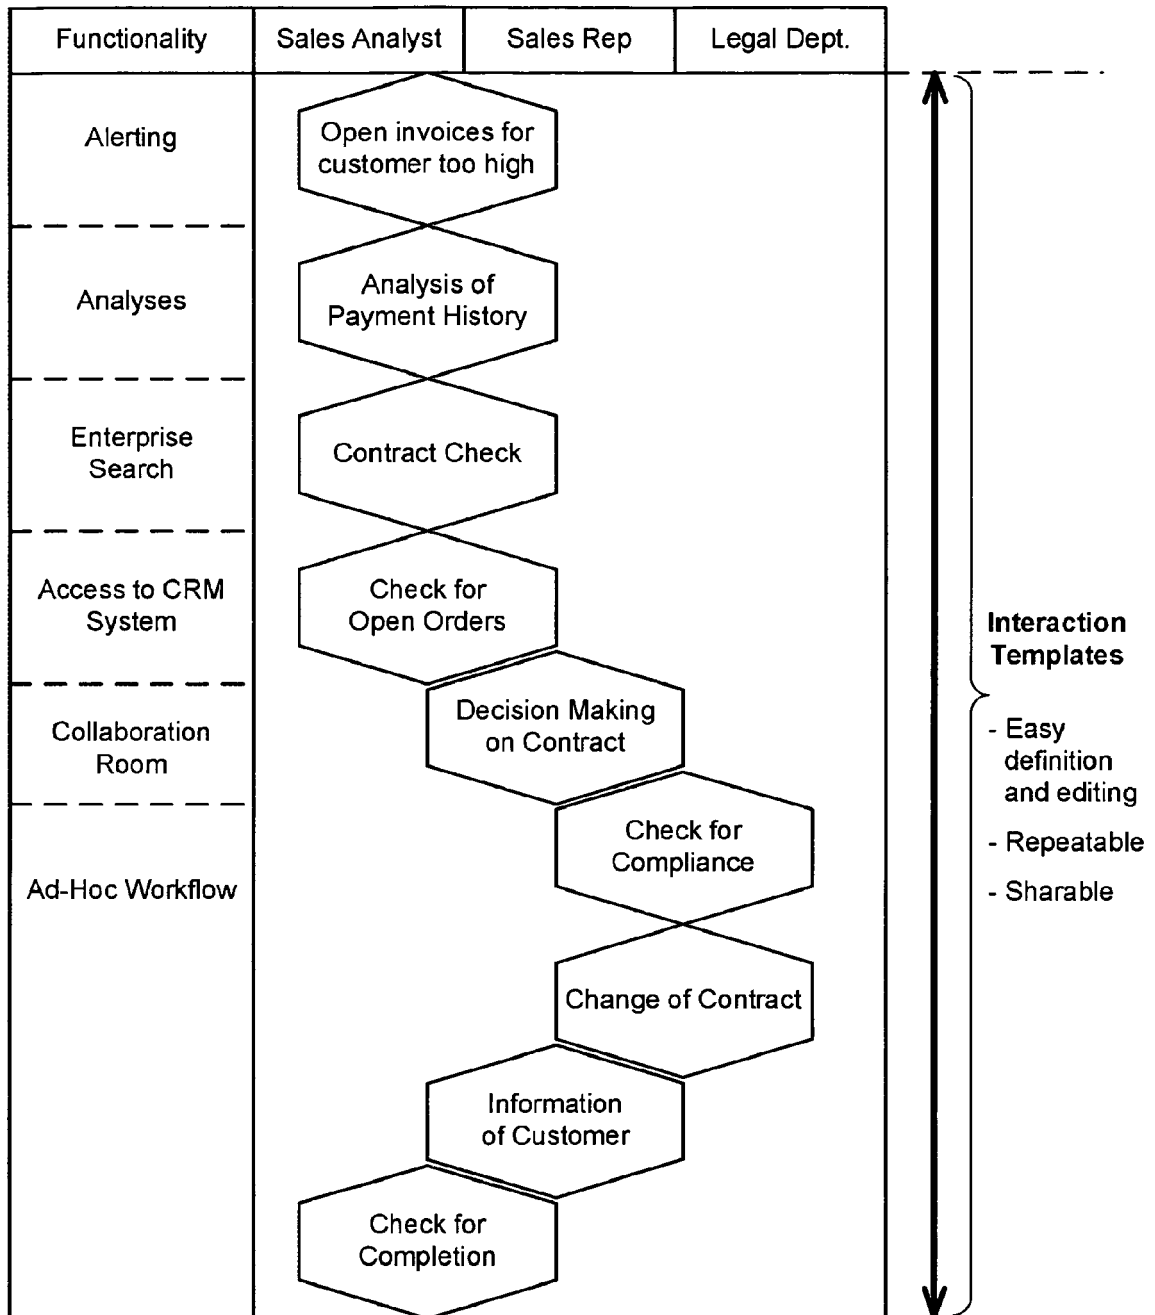 Functionality
Sales Analyst
Sales Rep
Legal Dept.
Alerting
Open invoices for
customer too high
Analyses
Analysis of
Payment History
Enterprise
Search
Contract Check
Access to CRM
System
Check for
Open Orders
Collaboration
Room
Decision Making
on Contract
Ad-Hoc Workflow
Check for
Compliance
Change of Contract
Information
of Customer
Check for
Completion
Interaction
Templates
- Easy
definition
and editing
- Repeatable
- Sharable